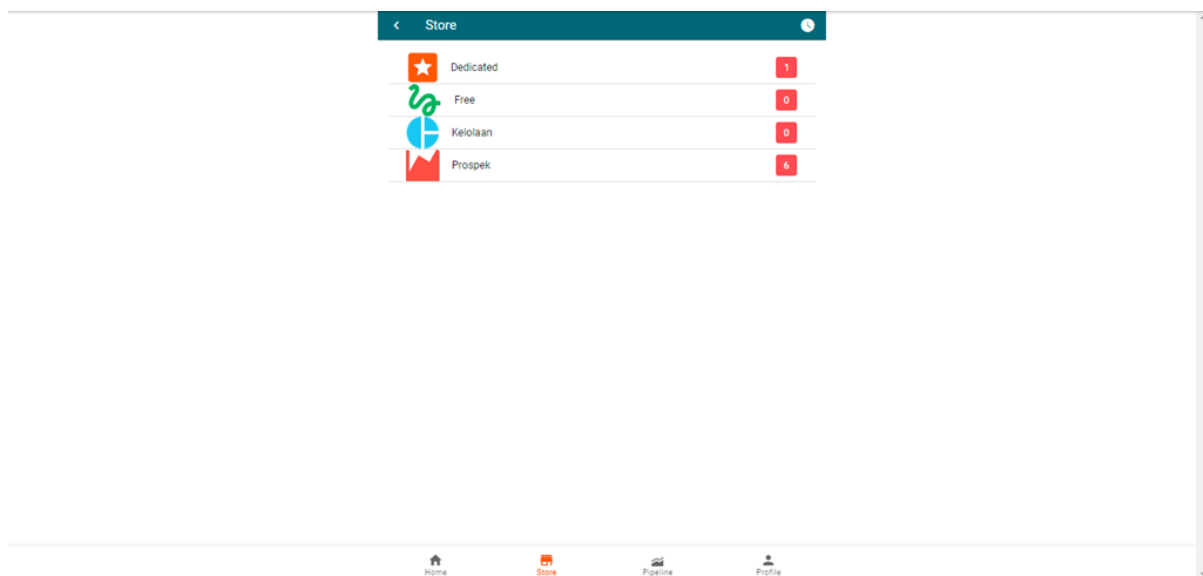 Store
Dedicated 1
Free 0
Kelolaan 0
Prospek 6
Home Store Pipeline Profile